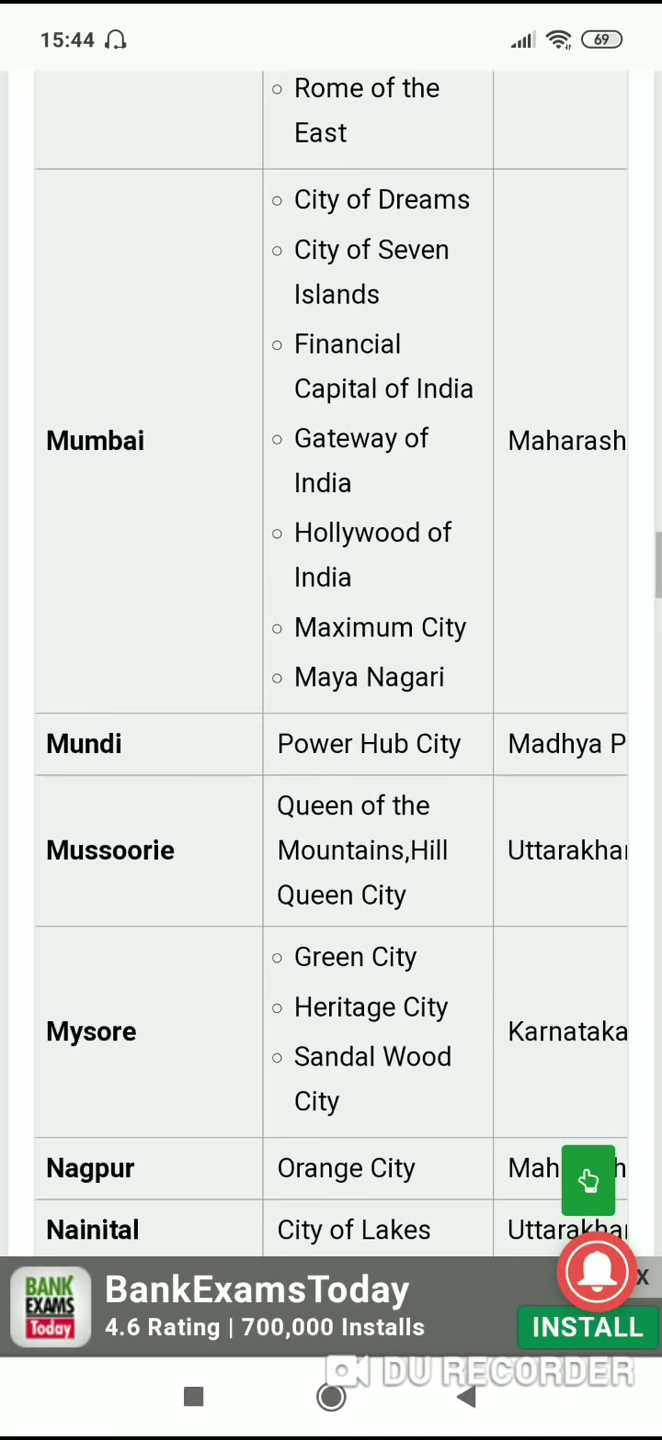 15:44
69
Rome of the
East
City of Dreams
City of Seven
Islands
Financial
Capital of India
Mumbai
Gateway of
India
Maharash
Hollywood of
India
Maximum City
Maya Nagari
Mundi Power Hub City Madhya P
Queen of the
Mussoorie Mountains,Hill Uttarakha
Queen City
Green City
Heritage City
Mysore Karnataka
Sandal Wood
City
Nagpur Orange City Mah h
Nainital City of Lakes Uttarakha
BANK
EXAMS
Today
BankExamsToday
4.6 Rating | 700,000 Installs
X
INSTALL
DU RECORDER